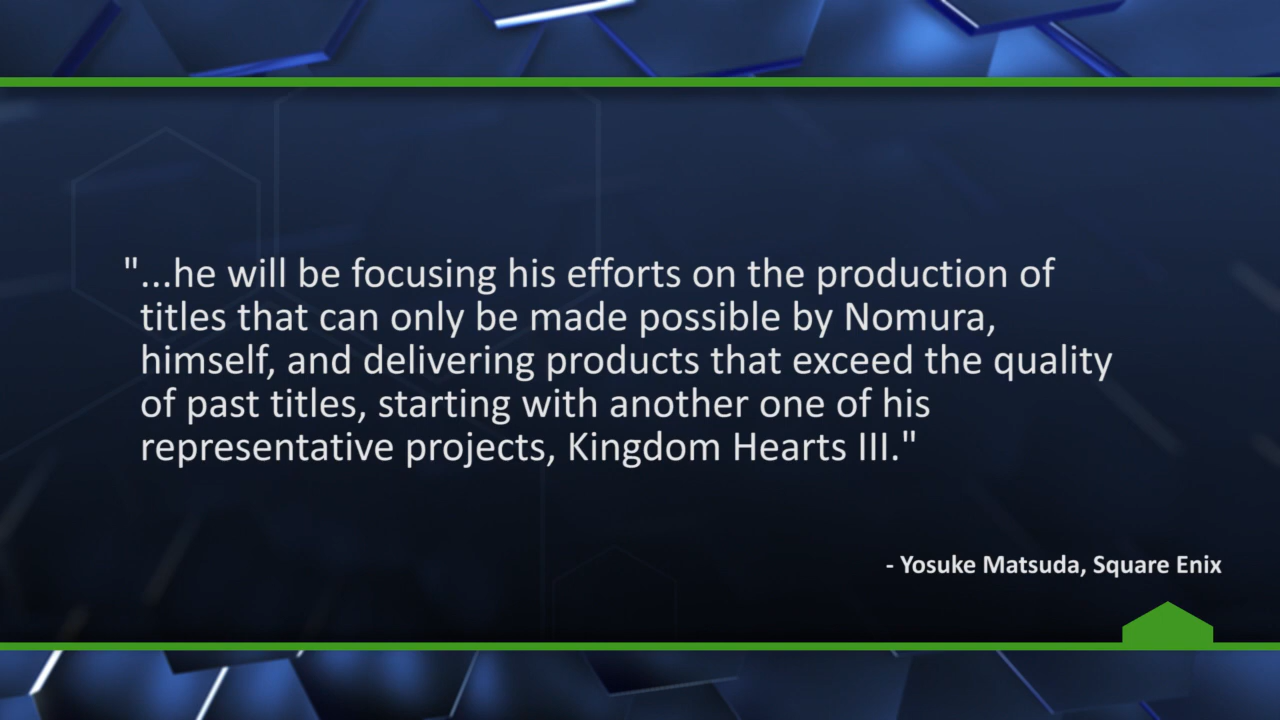 "...he will be focusing his efforts on the production of
titles that can only be made possible by Nomura,
himself, and delivering products that exceed the quality
of past titles, starting with another one of his
representative projects, Kingdom Hearts III."
- Yosuke Matsuda, Square Enix